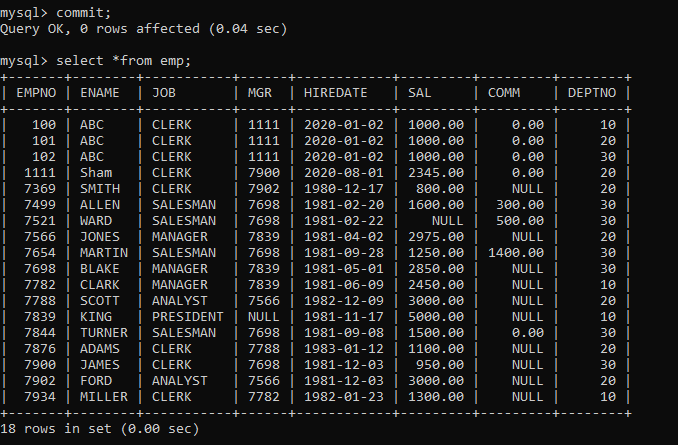 mysql> commit;
Query OK, 0 rows affected (0.04 sec)

mysql> select *from emp;
+-------+--------+-----------+------+------------+---------+---------+--------+
| EMPNO | ENAME  | JOB       | MGR  | HIREDATE   | SAL     | COMM    | DEPTNO |
+-------+--------+-----------+------+------------+---------+---------+--------+
|   100 | ABC    | CLERK     | 1111 | 2020-01-02 | 1000.00 |    0.00 |     10 |
|   101 | ABC    | CLERK     | 1111 | 2020-01-02 | 1000.00 |    0.00 |     20 |
|   102 | ABC    | CLERK     | 1111 | 2020-01-02 | 1000.00 |    0.00 |     30 |
|  1111 | Sham   | CLERK     | 7900 | 2020-08-01 | 2345.00 |    0.00 |     20 |
|  7369 | SMITH  | CLERK     | 7902 | 1980-12-17 |  800.00 |    NULL |     20 |
|  7499 | ALLEN  | SALESMAN  | 7698 | 1981-02-20 | 1600.00 |  300.00 |     30 |
|  7521 | WARD   | SALESMAN  | 7698 | 1981-02-22 |    NULL |  500.00 |     30 |
|  7566 | JONES  | MANAGER   | 7839 | 1981-04-02 | 2975.00 |    NULL |     20 |
|  7654 | MARTIN | SALESMAN  | 7698 | 1981-09-28 | 1250.00 | 1400.00 |     30 |
|  7698 | BLAKE  | MANAGER   | 7839 | 1981-05-01 | 2850.00 |    NULL |     30 |
|  7782 | CLARK  | MANAGER   | 7839 | 1981-06-09 | 2450.00 |    NULL |     10 |
|  7788 | SCOTT  | ANALYST   | 7566 | 1982-12-09 | 3000.00 |    NULL |     20 |
|  7839 | KING   | PRESIDENT | NULL | 1981-11-17 | 5000.00 |    NULL |     10 |
|  7844 | TURNER | SALESMAN  | 7698 | 1981-09-08 | 1500.00 |    0.00 |     30 |
|  7876 | ADAMS  | CLERK     | 7788 | 1983-01-12 | 1100.00 |    NULL |     20 |
|  7900 | JAMES  | CLERK     | 7698 | 1981-12-03 |  950.00 |    NULL |     30 |
|  7902 | FORD   | ANALYST   | 7566 | 1981-12-03 | 3000.00 |    NULL |     20 |
|  7934 | MILLER | CLERK     | 7782 | 1982-01-23 | 1300.00 |    NULL |     10 |
+-------+--------+-----------+------+------------+---------+---------+--------+
18 rows in set (0.00 sec)